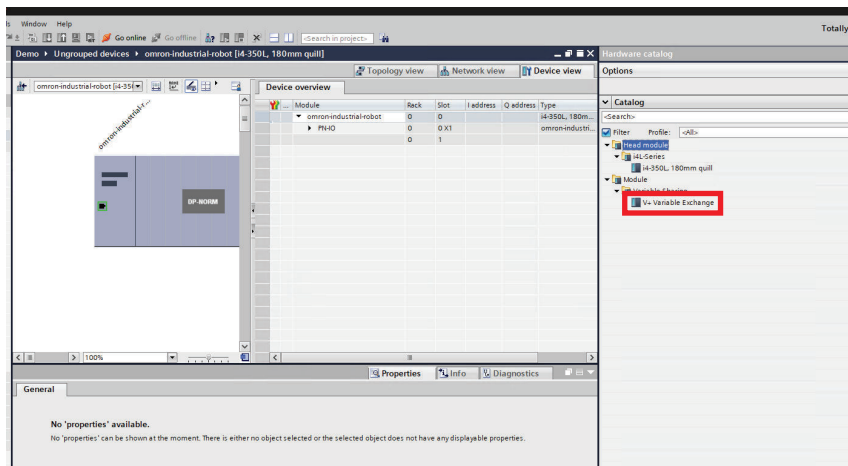 Window Help
Totally
Go online Go offline <Search in project>
Demo ▸ Ungrouped devices ▸ omron-industrial-robot [i4-350L, 180mm quill]
Hardware catalog
Topology view Network view Device view
Options
omron-industrial-robot [i4-35(
Device overview
... Module Rack Slot I address Q address Type
omron-industrial-robot 0 0 i4-350L, 180m...
PN-IO 0 0 X1 omron-industri...
0 1
omron-industrial-r...
DP-NORM
Catalog
<Search>
Filter Profile: <All>
Head module
i4L-Series
i4-350L, 180mm quill
Module
Variable Sharing
V+ Variable Exchange
100%
Properties Info Diagnostics
General
No 'properties' available.
No 'properties' can be shown at the moment. There is either no object selected or the selected object does not have any displayable properties.